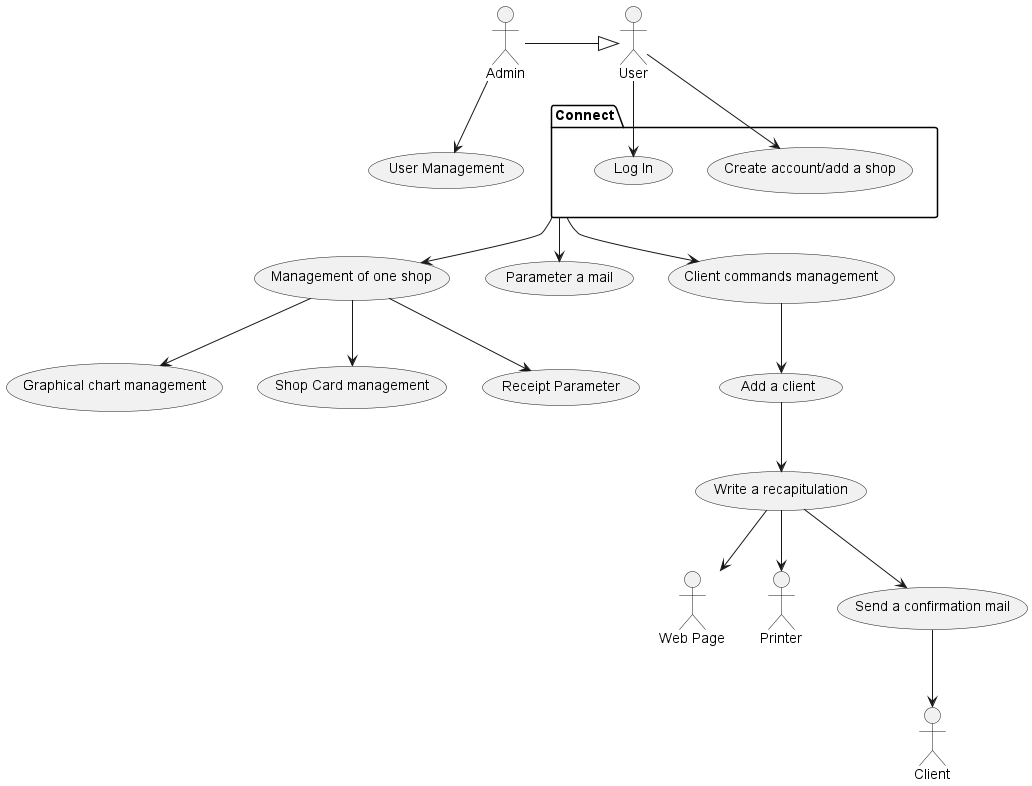 Admin
User
Connect
User Management
Log In
Create account/add a shop
Management of one shop
Parameter a mail
Client commands management
Graphical chart management
Shop Card management
Receipt Parameter
Add a client
Write a recapitulation
Web Page
Printer
Send a confirmation mail
Client